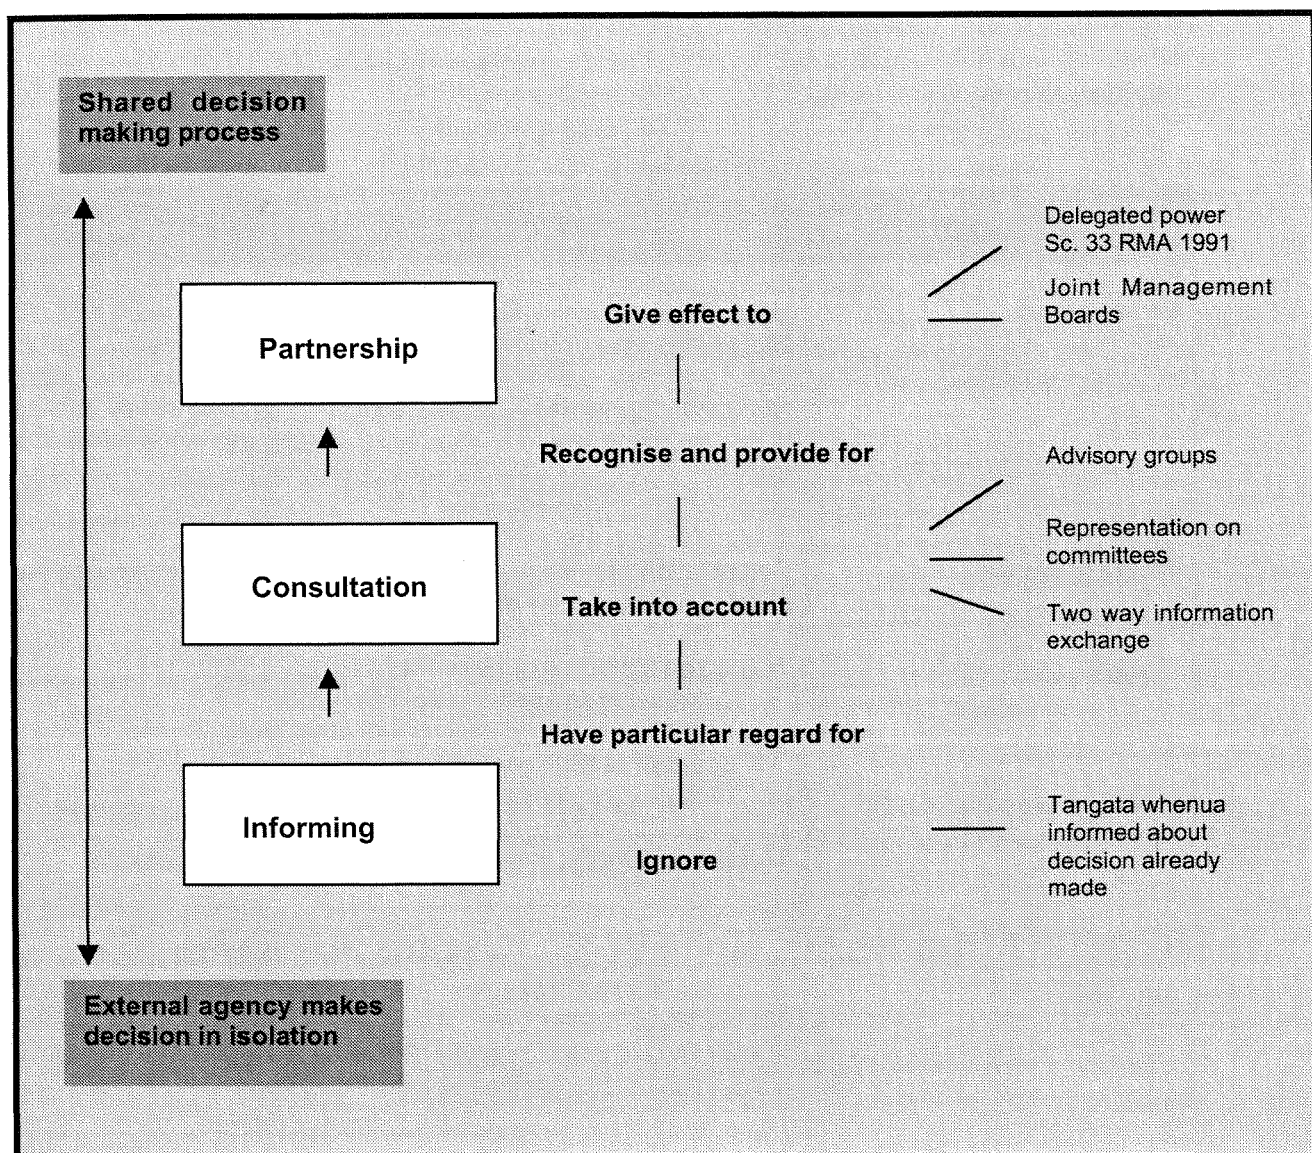 Shared decision
making process
Delegated power
Sc. 33 RMA 1991
Joint Management
Boards
Partnership
Give effect to
Recognise and provide for
Advisory groups
Representation on
committees
Consultation
Take into account
Two way information
exchange
Have particular regard for
Informing
Ignore
Tangata whenua
informed about
decision already
made
External agency makes
decision in isolation